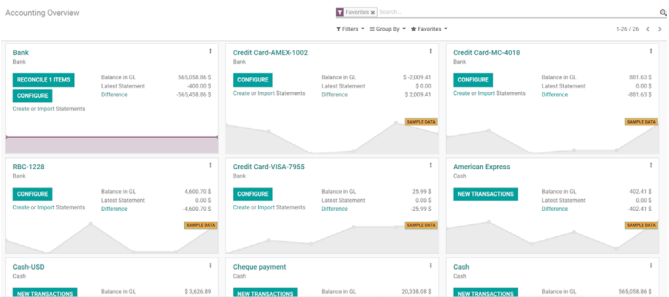 Accounting Overview
Favorites × Search...
Filters Group By Favorites 1-26 / 26
Bank
Bank
RECONCILE 1 ITEMS
CONFIGURE
Create or Import Statements
Balance in GL 565,058.86 $
Latest Statement -400.00 $
Difference -565,458.86 $
Credit Card-AMEX-1002
Bank
CONFIGURE
Create or Import Statements
Balance in GL $ -2,009.41
Latest Statement $ 0.00
Difference $ 2,009.41
SAMPLE DATA
Credit Card-MC-4018
Bank
CONFIGURE
Create or Import Statements
Balance in GL 881.63 $
Latest Statement 0.00 $
Difference -881.63 $
SAMPLE DATA
RBC-1228
Bank
CONFIGURE
Create or Import Statements
Balance in GL 4,600.70 $
Latest Statement 0.00 $
Difference -4,600.70 $
SAMPLE DATA
Credit Card-VISA-7955
Bank
CONFIGURE
Create or Import Statements
Balance in GL 25.99 $
Latest Statement 0.00 $
Difference -25.99 $
SAMPLE DATA
American Express
Cash
NEW TRANSACTIONS
Balance in GL 402.41 $
Latest Statement 0.00 $
Difference -402.41 $
SAMPLE DATA
Cash-USD
Cash
NEW TRANSACTIONS
Balance in GL $ 3,626.89
Cheque payment
Cash
NEW TRANSACTIONS
Balance in GL 20,338.08 $
Cash
Cash
NEW TRANSACTIONS
Balance in GL 565,058.86 $